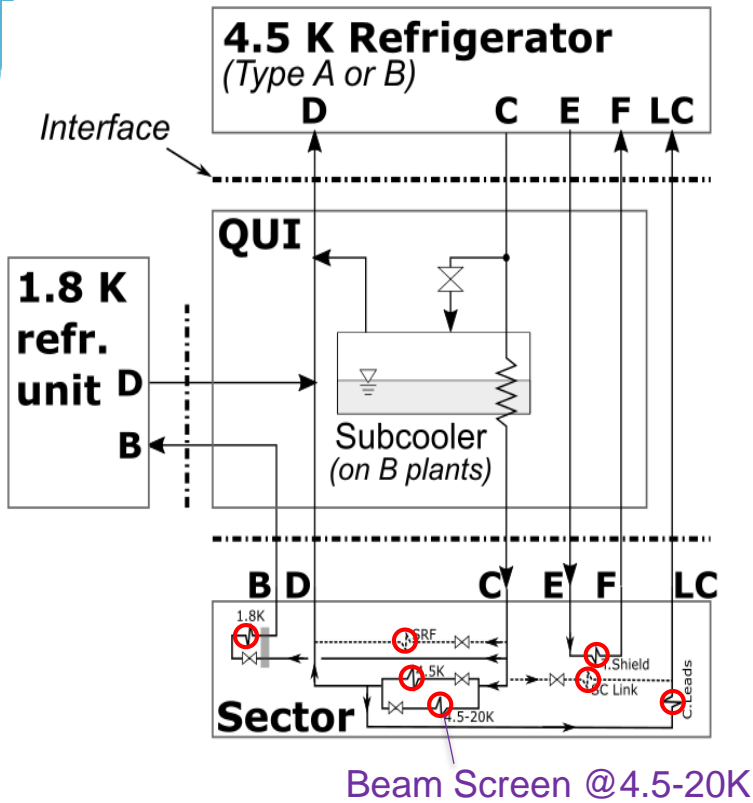 4.5 K Refrigerator
(Type A or B)
D C E F LC
Interface
QUI
1.8 K
refr.
unit D
B
Subcooler
(on B plants)
B D C E F LC
1.8K
SRF
4.5K
T.Shield
SC Link
C.Leads
4.5-20K
Sector
Beam Screen @4.5-20K